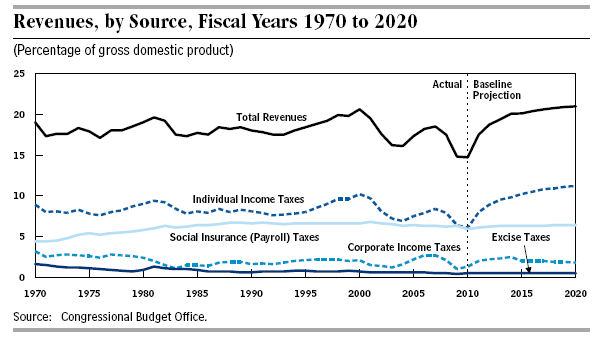 Revenues, by Source, Fiscal Years 1970 to 2020
(Percentage of gross domestic product)
25
Actual
Baseline
Projection
20
Total Revenues
15
10
Individual Income Taxes
5
Social Insurance (Payroll) Taxes
Excise Taxes
Corporate Income Taxes
0
1970 1975 1980 1985 1990 1995 2000 2005 2010 2015 2020
Source: Congressional Budget Office.